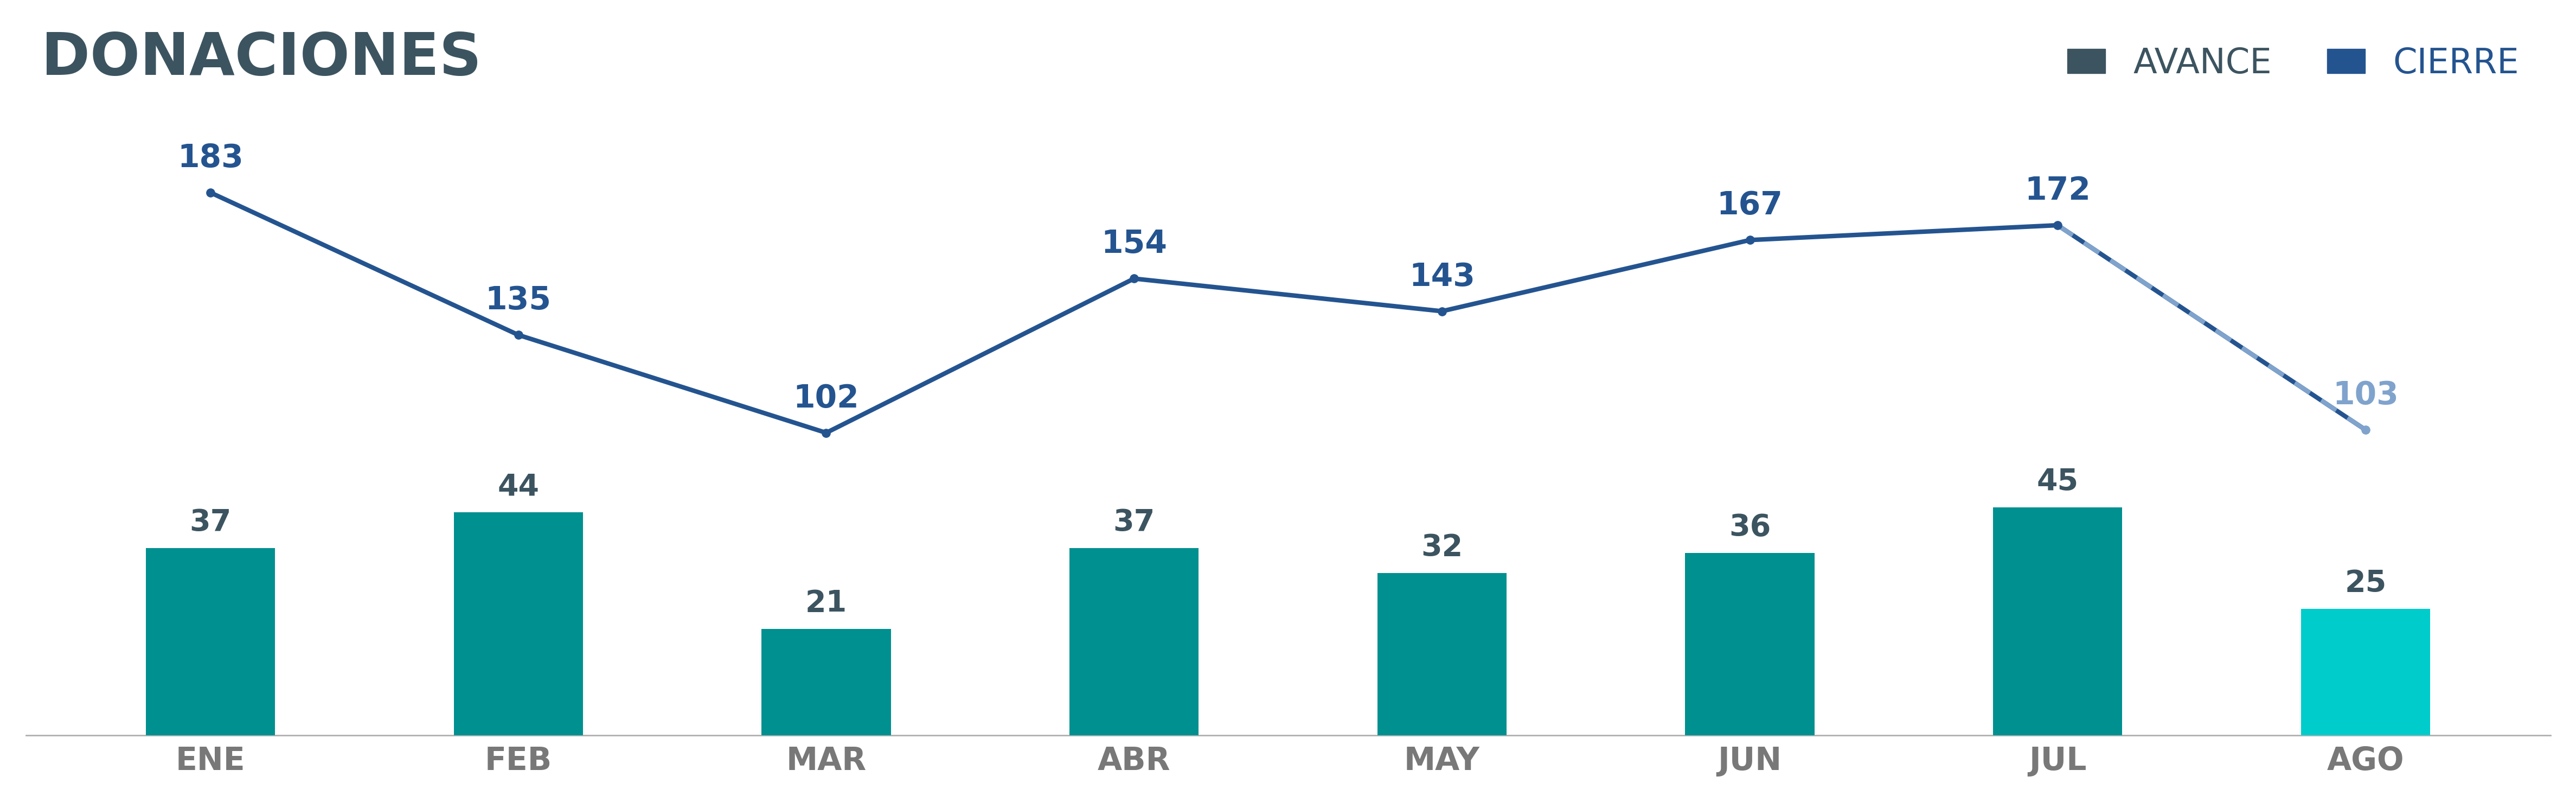 DONACIONES
AVANCE CIERRE
183 135 102 154 143 167 172 103
37 44 21 37 32 36 45 25
ENE FEB MAR ABR MAY JUN JUL AGO